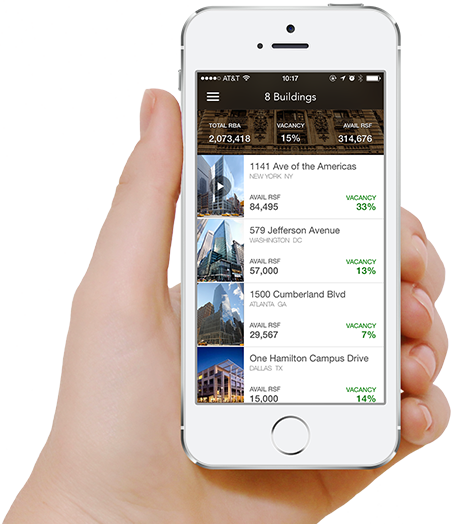 AT&T 10:17
8 Buildings
TOTAL RBA VACANCY AVAIL RSF
2,073,418 15% 314,676
1141 Ave of the Americas
NEW YORK NY
AVAIL RSF VACANCY
84,495 33%
579 Jefferson Avenue
WASHINGTON DC
AVAIL RSF VACANCY
57,000 13%
1500 Cumberland Blvd
ATLANTA GA
AVAIL RSF VACANCY
29,567 7%
One Hamilton Campus Drive
DALLAS TX
AVAIL RSF VACANCY
15,000 14%